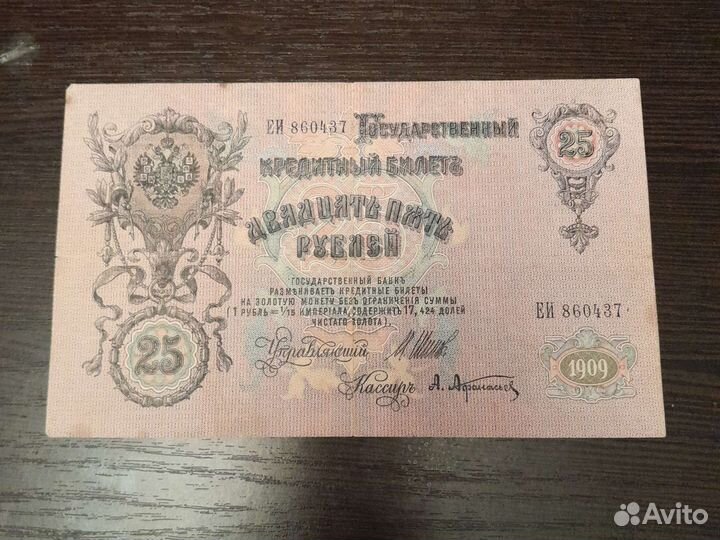 ЕИ 860437 Государственный
25
кредитный билетъ
двадцать пять
рублей
Государственный банкъ
размѣниваетъ кредитные билеты
на золотую монету безъ ограниченія суммы
(1 рубль = 1/15 имперіала, содержитъ 17,424 долей
чистаго золота).
ЕИ 860437
25
Управляющій И. Шипов
Кассиръ А. Афанасьев
1909
Avito